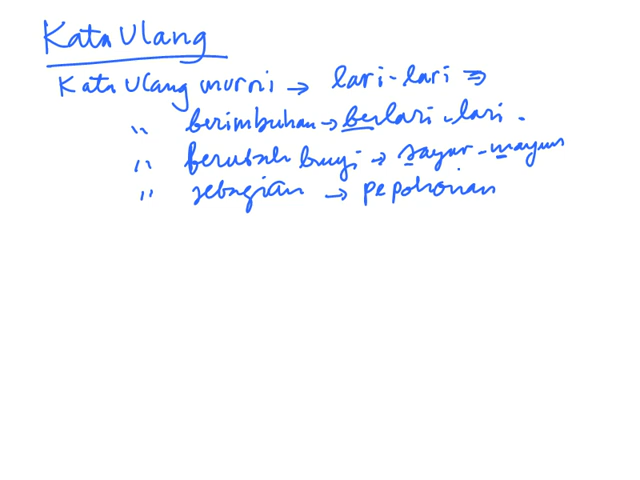 Kata Ulang
Kata Ulang murni → lari-lari ⇒
" berimbuhan → berlari-lari.
" berubah bunyi → sayur-mayur
" sebagian → pepohonan